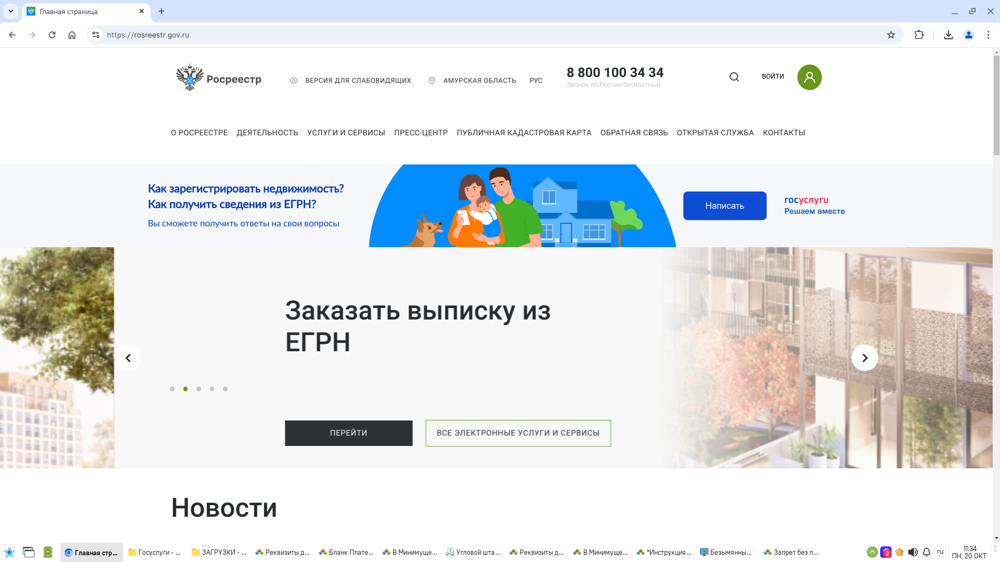 Главная страница
https://rosreestr.gov.ru
Росреестр
ВЕРСИЯ ДЛЯ СЛАБОВИДЯЩИХ
АМУРСКАЯ ОБЛАСТЬ
РУС
8 800 100 34 34
Звонок по России бесплатный
ВОЙТИ
О РОСРЕЕСТРЕ
ДЕЯТЕЛЬНОСТЬ
УСЛУГИ И СЕРВИСЫ
ПРЕСС-ЦЕНТР
ПУБЛИЧНАЯ КАДАСТРОВАЯ КАРТА
ОБРАТНАЯ СВЯЗЬ
ОТКРЫТАЯ СЛУЖБА
КОНТАКТЫ
Как зарегистрировать недвижимость?
Как получить сведения из ЕГРН?
Вы сможете получить ответы на свои вопросы
Написать
госуслуги
Решаем вместе
Заказать выписку из
ЕГРН
ПЕРЕЙТИ
ВСЕ ЭЛЕКТРОННЫЕ УСЛУГИ И СЕРВИСЫ
Новости
Главная стр...
Госуслуги - ...
ЗАГРУЗКИ - ...
Реквизиты д...
Бланк Плате...
В Минимуще...
Угловой шта...
Реквизиты д...
В Минимуще...
*Инструкция...
Безымянны...
Запрет без л...
2
ru
11:34
ПН, 20 ОКТ